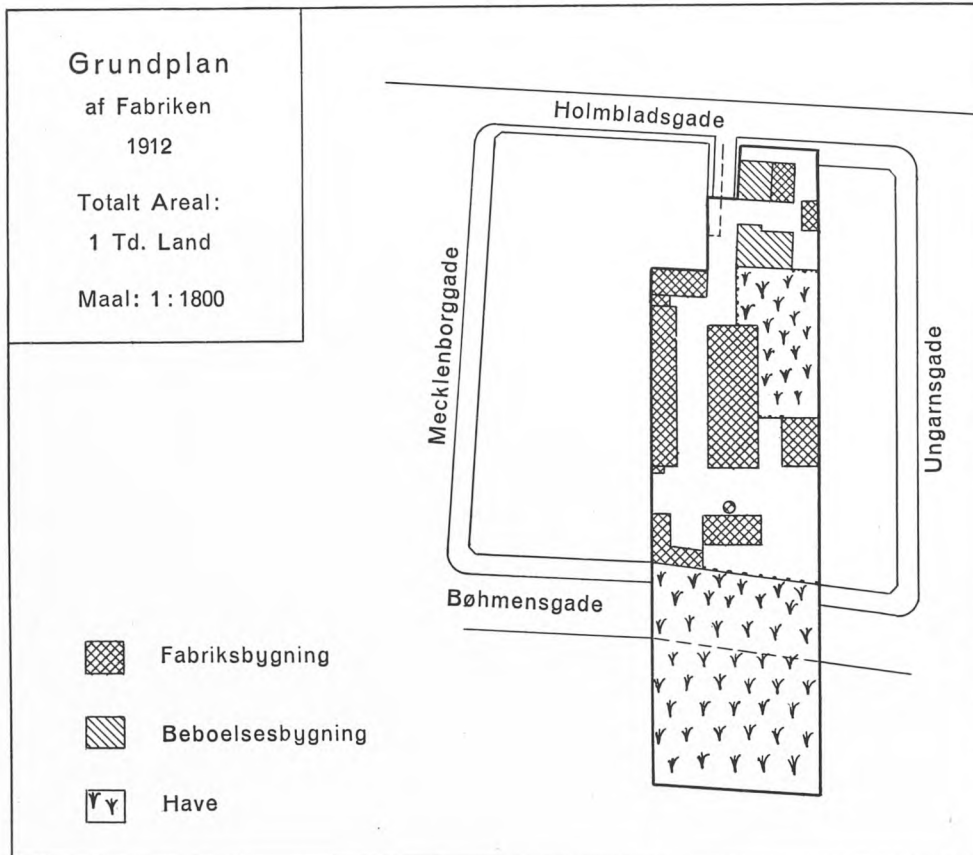 Grundplan
af Fabriken
1912
Totalt Areal:
1 Td. Land
Maal: 1:1800
Holmbladsgade
Mecklenborggade
Ungarnsgade
Bøhmensgade
Fabriksbygning
Beboelsesbygning
Have